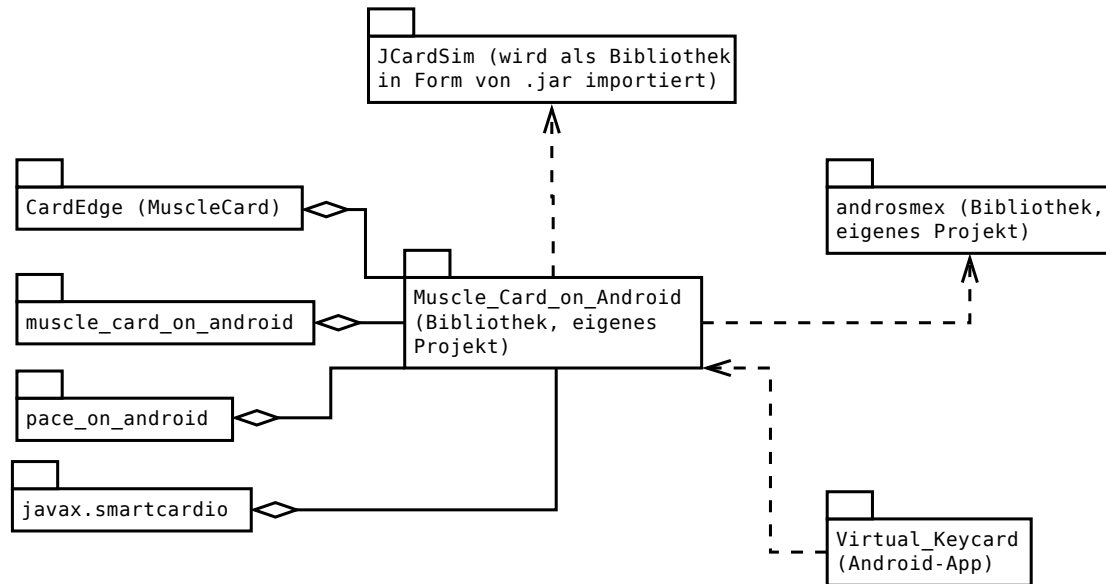 JCardSim (wird als Bibliothek
in Form von .jar importiert)
CardEdge (MuscleCard)
androsmex (Bibliothek,
eigenes Projekt)
Muscle_Card_on_Android
(Bibliothek, eigenes
Projekt)
muscle_card_on_android
pace_on_android
javax.smartcardio
Virtual_Keycard
(Android-App)